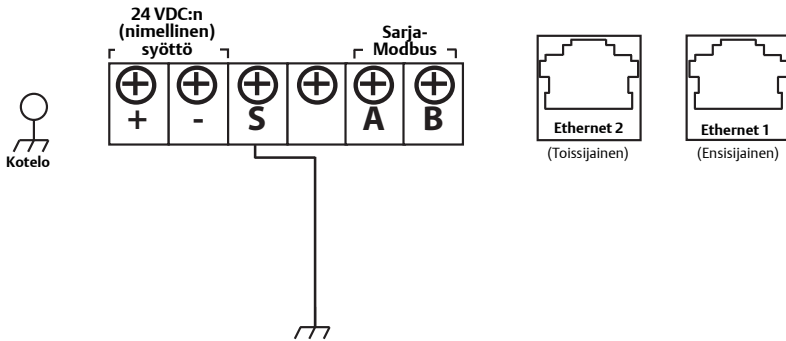 24 VDC:n
(nimellinen)
syöttö
Sarja-
Modbus
+ - S A B
Kotelo
Ethernet 2
(Toissijainen)
Ethernet 1
(Ensisijainen)